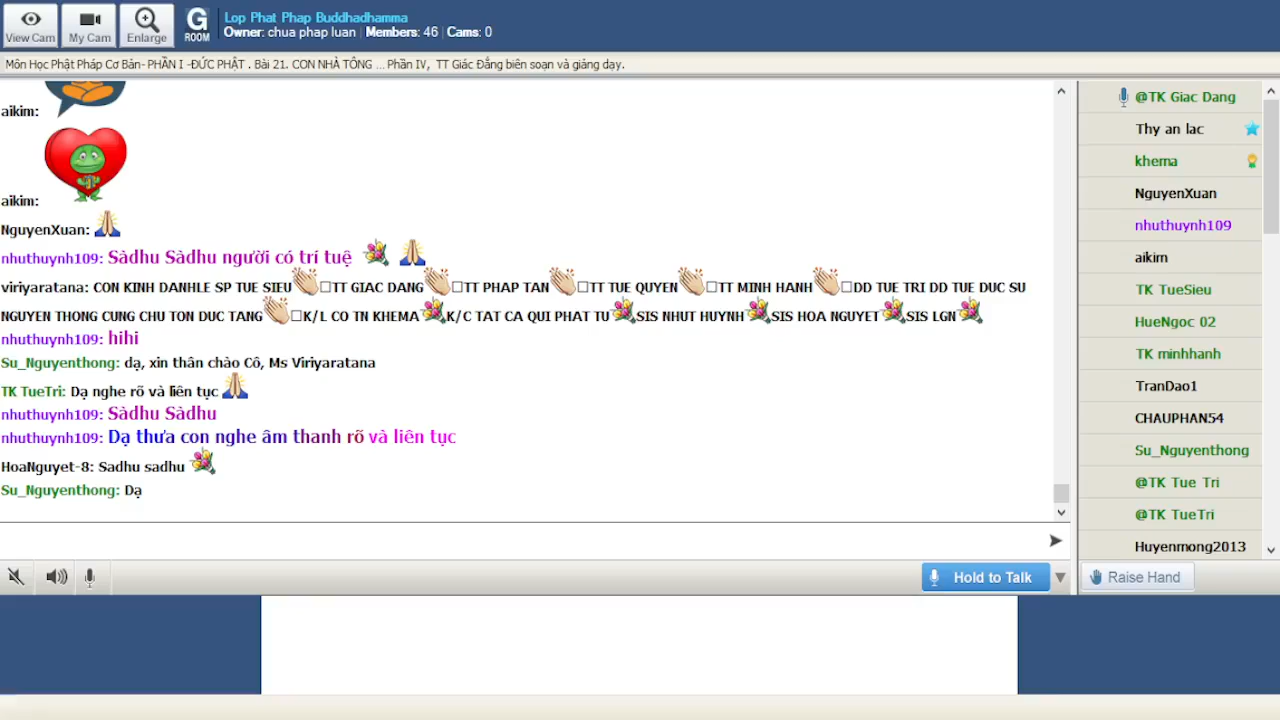 View Cam
My Cam
Enlarge
G
ROOM
Lop Phat Phap Buddhadhamma
Owner: chua phap luan | Members: 46 | Cams: 0
Môn Học Phật Pháp Cơ Bản- PHẦN I -ĐỨC PHẬT . Bài 21. CON NHÀ TÔNG ... Phần IV, TT Giác Đẳng biên soạn và giảng dạy.
aikim:
aikim:
NguyenXuan:
nhuthuynh109: Sàdhu Sàdhu người có trí tuệ
viriyaratana: CON KINH DANHLE SP TUE SIEU□TT GIAC DANG□TT PHAP TAN□TT TUE QUYEN□TT MINH HANH□DD TUE TRI DD TUE DUC SU
NGUYEN THONG CUNG CHU TON DUC TANG□K/L CO TN KHEMA K/C TAT CA QUI PHAT TU SIS NHUT HUYNH SIS HOA NGUYET SIS LGN
nhuthuynh109: hihi
Su_Nguyenthong: dạ, xin thân chào Cô, Ms Viriyaratana
TK TueTri: Dạ nghe rõ và liên tục
nhuthuynh109: Sàdhu Sàdhu
nhuthuynh109: Dạ thưa con nghe âm thanh rõ và liên tục
HoaNguyet-8: Sadhu sadhu
Su_Nguyenthong: Dạ
Hold to Talk
@TK Giac Dang
Thy an lac
khema
NguyenXuan
nhuthuynh109
aikim
TK TueSieu
HueNgoc 02
TK minhhanh
TranDao1
CHAUPHAN54
Su_Nguyenthong
@TK Tue Tri
@TK TueTri
Huyenmong2013
Raise Hand